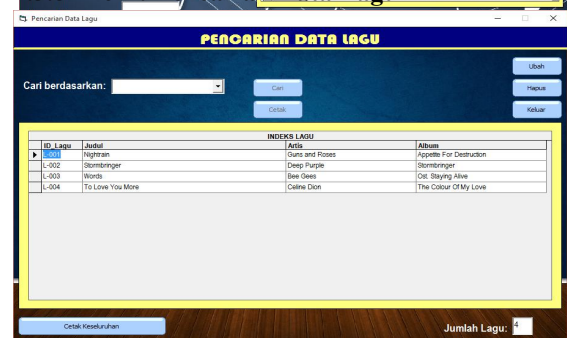 Pencarian Data Lagu
PENCARIAN DATA LAGU
Ubah
Cari berdasarkan:
Cari
Hapus
Cetak
Keluar
INDEKS LAGU
ID_Lagu Judul Artis Album
L-001 Nightrain Guns and Roses Appetite For Destruction
L-002 Stormbringer Deep Purple Stormbringer
L-003 Words Bee Gees Ost. Staying Alive
L-004 To Love You More Celine Dion The Colour Of My Love
Cetak Keseluruhan
Jumlah Lagu: 4